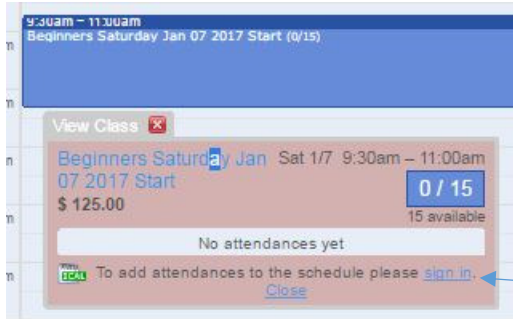 9:30am – 11:00am
Beginners Saturday Jan 07 2017 Start (0/15)
View Class
Beginners Saturday Jan 07 2017 Start
Sat 1/7 9:30am – 11:00am
$ 125.00
0 / 15
15 available
No attendances yet
ICAL To add attendances to the schedule please sign in.
Close